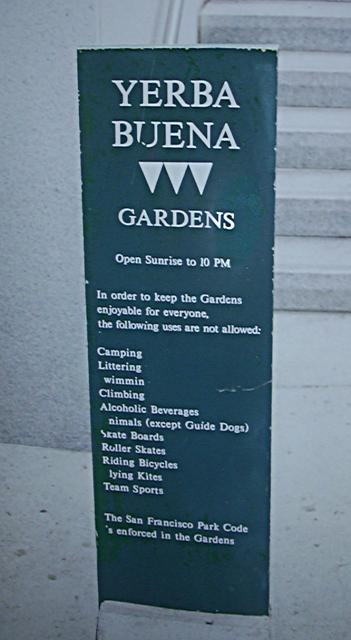 YERBA
BUENA
GARDENS
Open Sunrise to 10 PM
In order to keep the Gardens
enjoyable for everyone,
the following uses are not allowed:
Camping
Littering
wimmin
Climbing
Alcoholic Beverages
nimals (except Guide Dogs)
Skate Boards
Roller Skates
Riding Bicycles
lying Kites
Team Sports
The San Francisco Park Code
's enforced in the Gardens